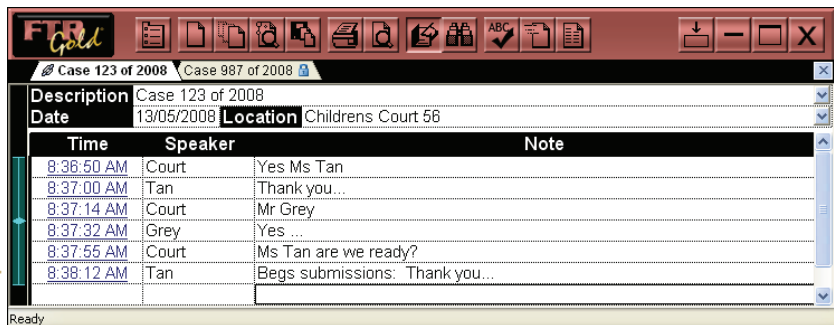 FTR Gold ABC
Case 123 of 2008 Case 987 of 2008
Description Case 123 of 2008
Date 13/05/2008 Location Childrens Court 56
Time Speaker Note
8:36:50 AM Court Yes Ms Tan
8:37:00 AM Tan Thank you...
8:37:14 AM Court Mr Grey
8:37:32 AM Grey Yes ...
8:37:55 AM Court Ms Tan are we ready?
8:38:12 AM Tan Begs submissions: Thank you...
Ready